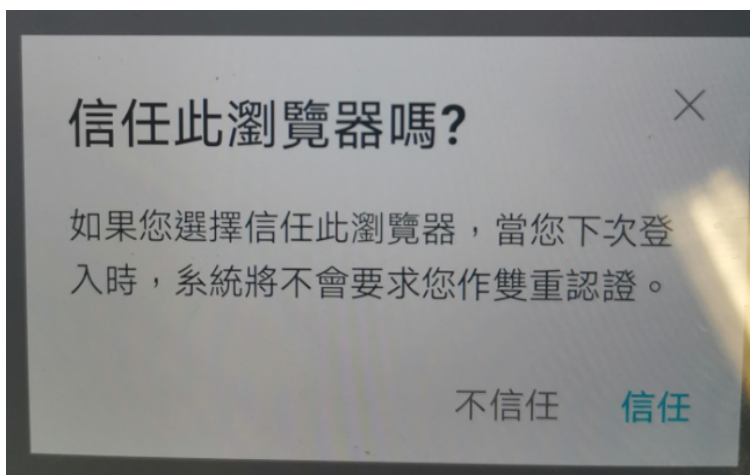 信任此瀏覽器嗎?
如果您選擇信任此瀏覽器，當您下次登
入時，系統將不會要求您作雙重認證。
不信任 信任